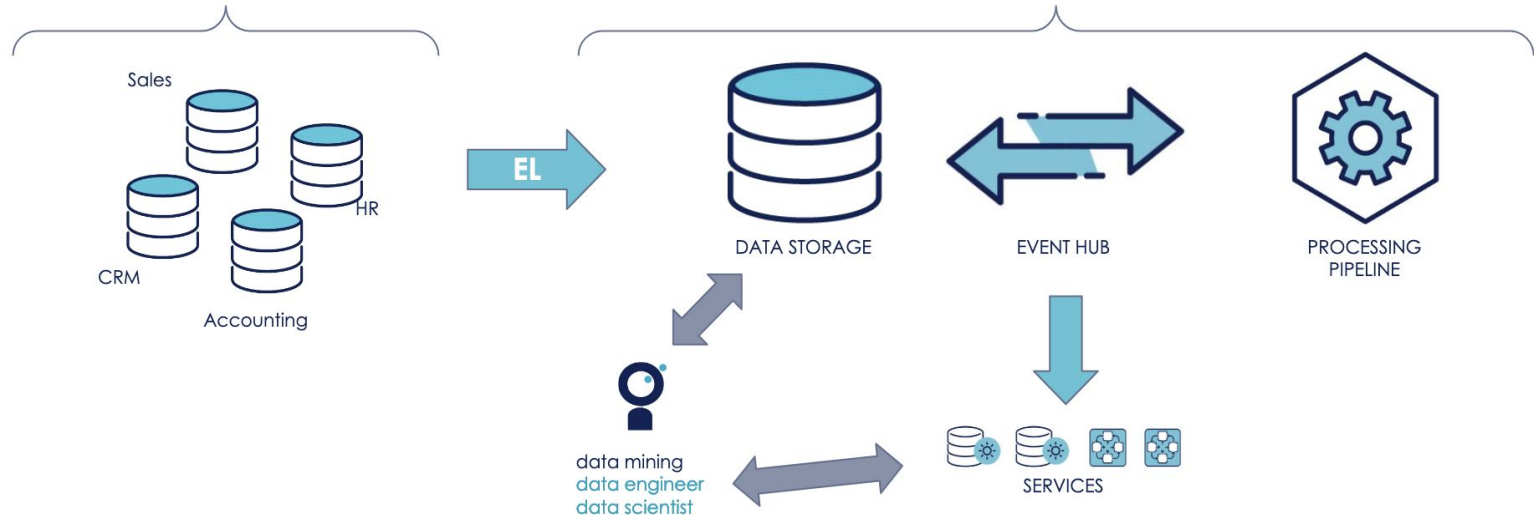 Sales
HR
CRM
Accounting
EL
DATA STORAGE
EVENT HUB
PROCESSING
PIPELINE
data mining
data engineer
data scientist
SERVICES